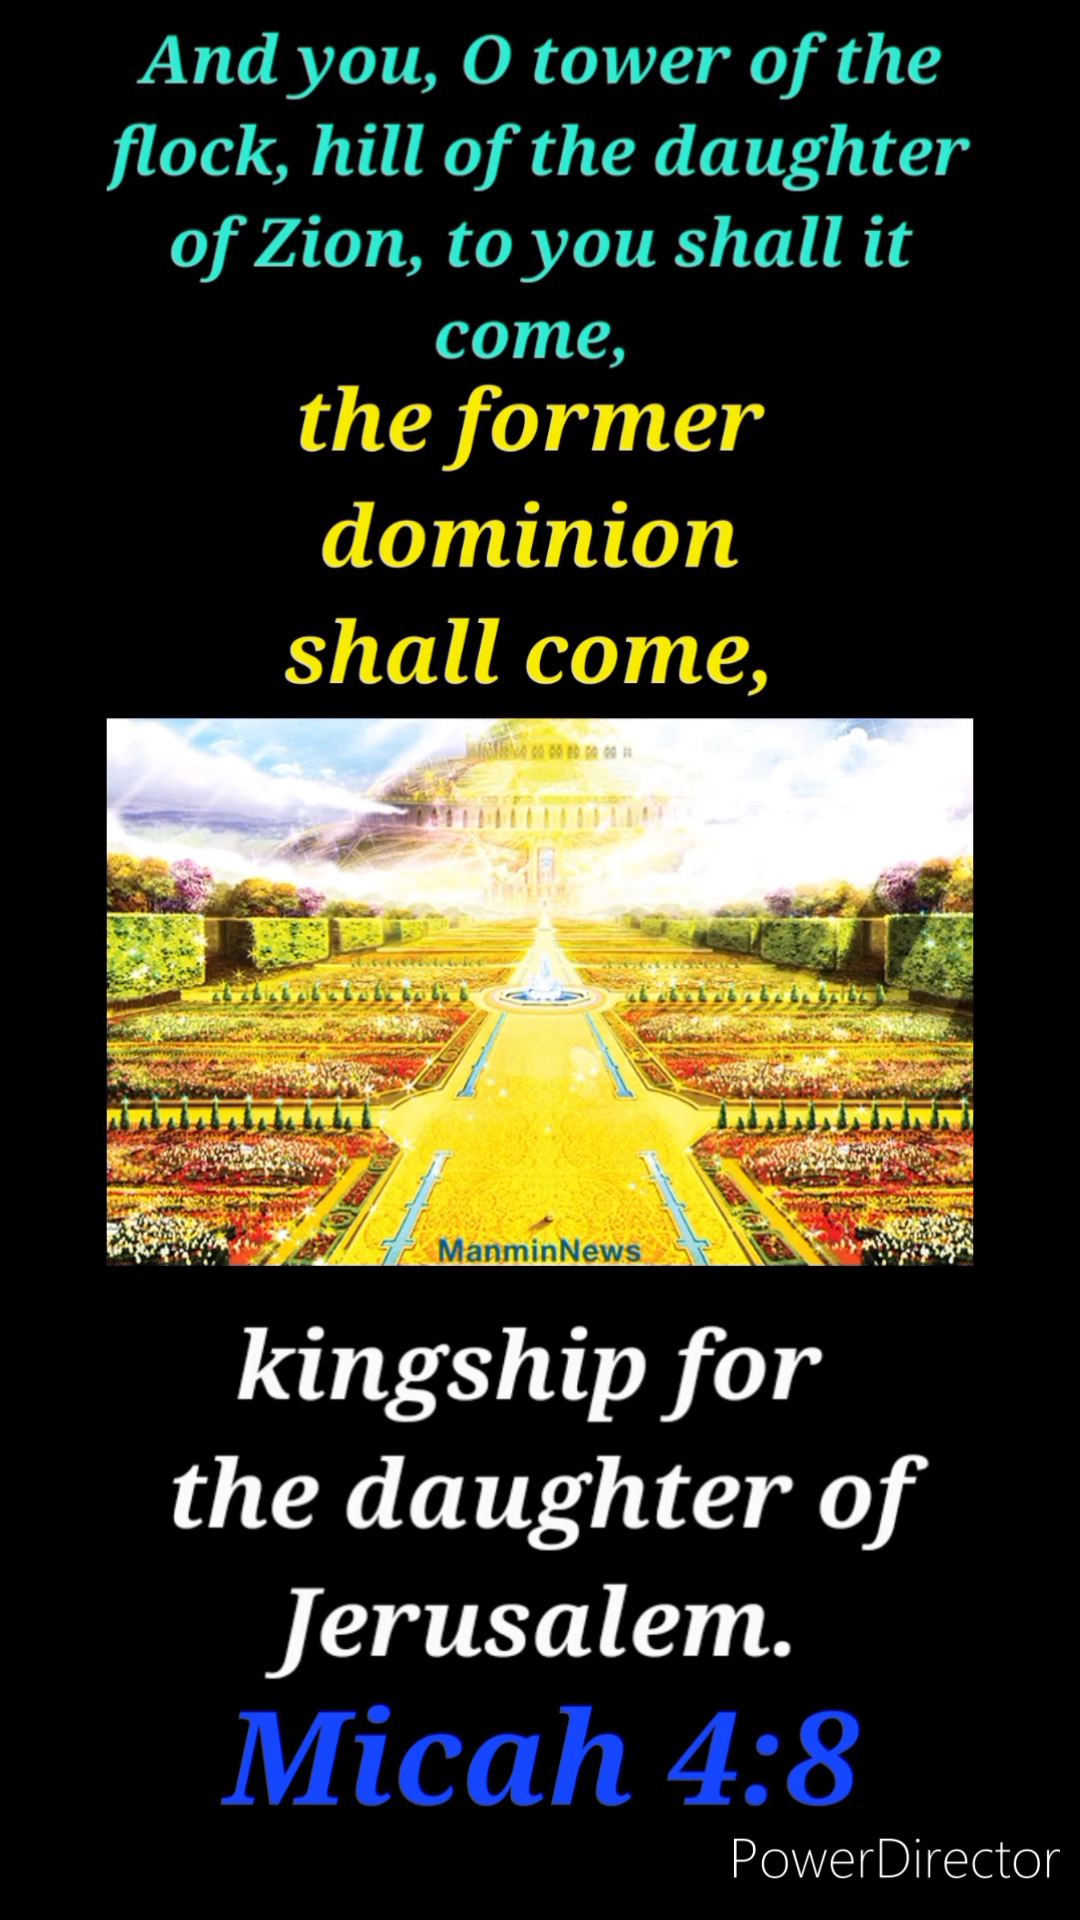 And you, O tower of the
flock, hill of the daughter
of Zion, to you shall it
come,
the former
dominion
shall come,
ManminNews
kingship for
the daughter of
Jerusalem.
Micah 4:8
PowerDirector